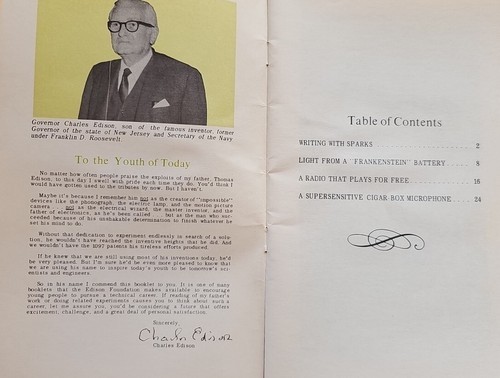 Governor Charles Edison, son of the famous inventor, former
Governor of the state of New Jersey and Secretary of the Navy
under Franklin D. Roosevelt.
To the Youth of Today
No matter how often people praise the exploits of my father, Thomas
Edison, to this day I swell with pride each time they do. You'd think I
would have gotten used to the tributes by now. But I haven't.
Maybe it's because I remember him not as the creator of "impossible"
devices like the phonograph, the electric lamp, and the motion picture
camera . . . not as the electrical wizard, the master inventor, and the
father of electronics, as he's been called . . . but as the man who suc-
ceeded because of his unshakable determination to finish whatever he
set his mind to do.
Without that dedication to experiment endlessly in search of a solu-
tion, he wouldn't have reached the inventive heights that he did. And
we wouldn't have the 1,097 patents his tireless efforts produced.
If he knew that we are still using most of his inventions today, he'd
be very pleased. But I'm sure he'd be even more pleased to know that
we are using his name to inspire today's youth to be tomorrow's sci-
entists and engineers.
So in his name I commend this booklet to you. It is one of many
booklets that the Edison Foundation makes available to encourage
young people to pursue a technical career. If reading of my father's
work or doing related experiments causes you to think about such a
career, let me assure you, you'd be considering a future that offers
excitement, challenge, and a great deal of personal satisfaction.
Sincerely,
Charles Edison
Charles Edison
Table of Contents
WRITING WITH SPARKS . . . . . . . . . . 2
LIGHT FROM A "FRANKENSTEIN" BATTERY . . . . . 8
A RADIO THAT PLAYS FOR FREE . . . . . . . . 16
A SUPERSENSITIVE CIGAR BOX MICROPHONE . . . . 24